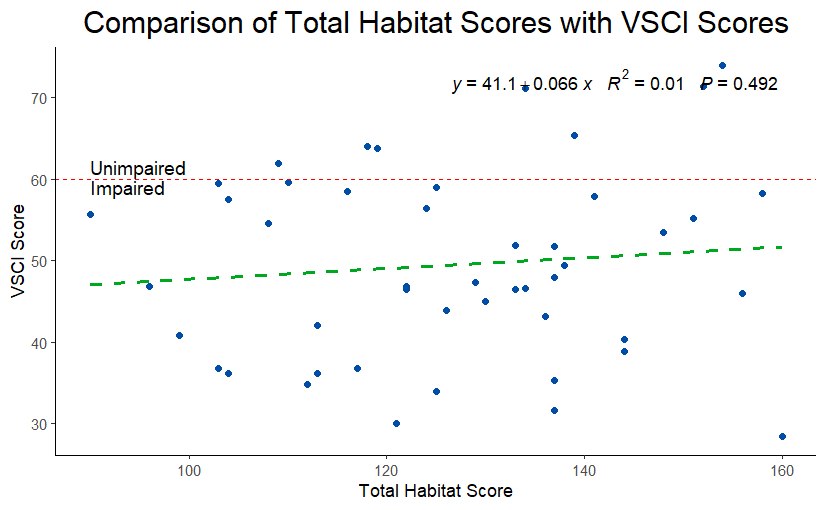 Comparison of Total Habitat Scores with VSCI Scores
y = 41.1 + 0.066 x R² = 0.01 P = 0.492
70
Unimpaired
60
Impaired
50
40
30
VSCI Score
100 120 140 160
Total Habitat Score